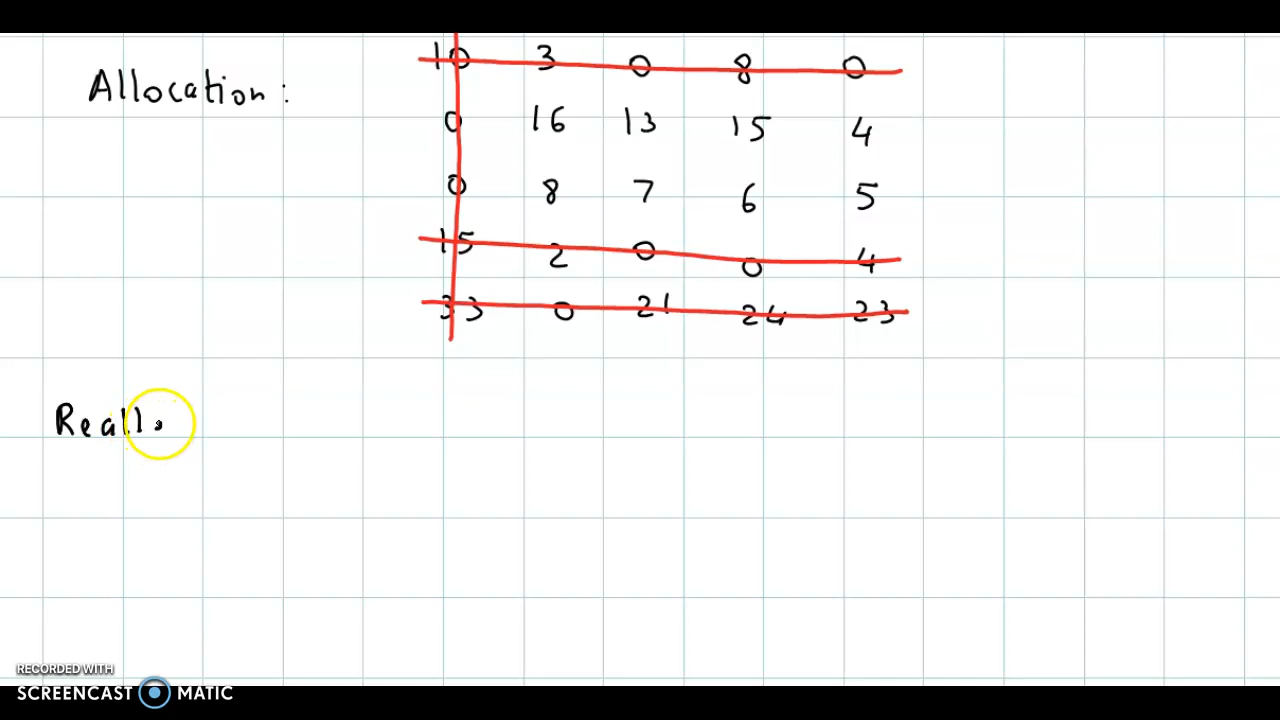 10 3 0 8 0
Allocation:
0 16 13 15 4
0 8 7 6 5
15 2 0 0 4
33 0 21 24 23
Reall
RECORDED WITH
SCREENCAST MATIC